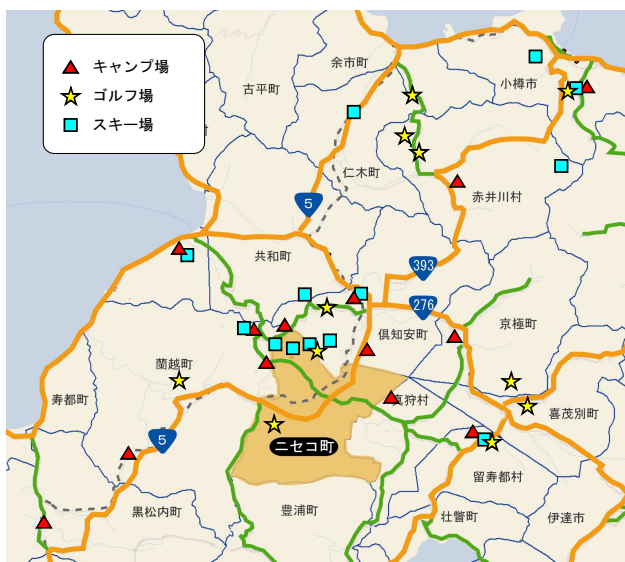 キャンプ場
ゴルフ場
スキー場
余市町
古平町
小樽市
村
仁木町
赤井川村
5
共和町
393
276
京極町
倶知安町
蘭越町
寿都町
真狩村
喜茂別町
5
ニセコ町
留寿都村
黒松内町
豊浦町
壮瞥町
伊達市